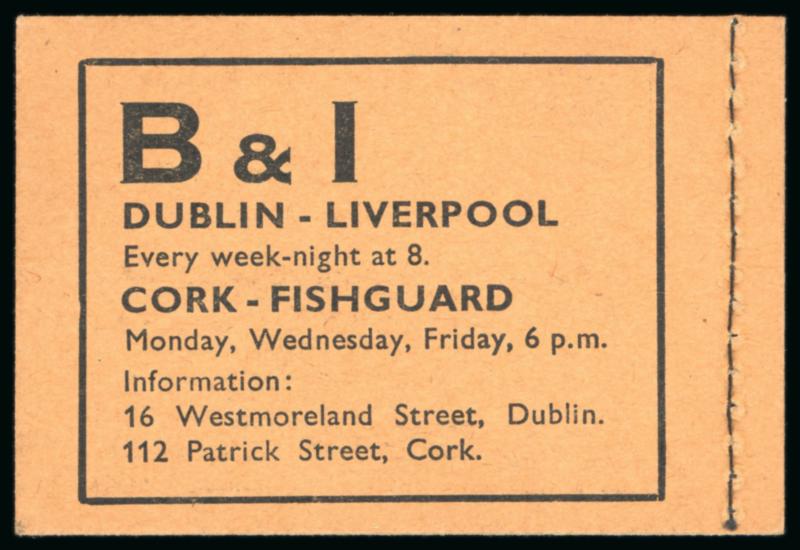 B & I
DUBLIN - LIVERPOOL
Every week-night at 8.
CORK - FISHGUARD
Monday, Wednesday, Friday, 6 p.m.
Information:
16 Westmoreland Street, Dublin.
112 Patrick Street, Cork.